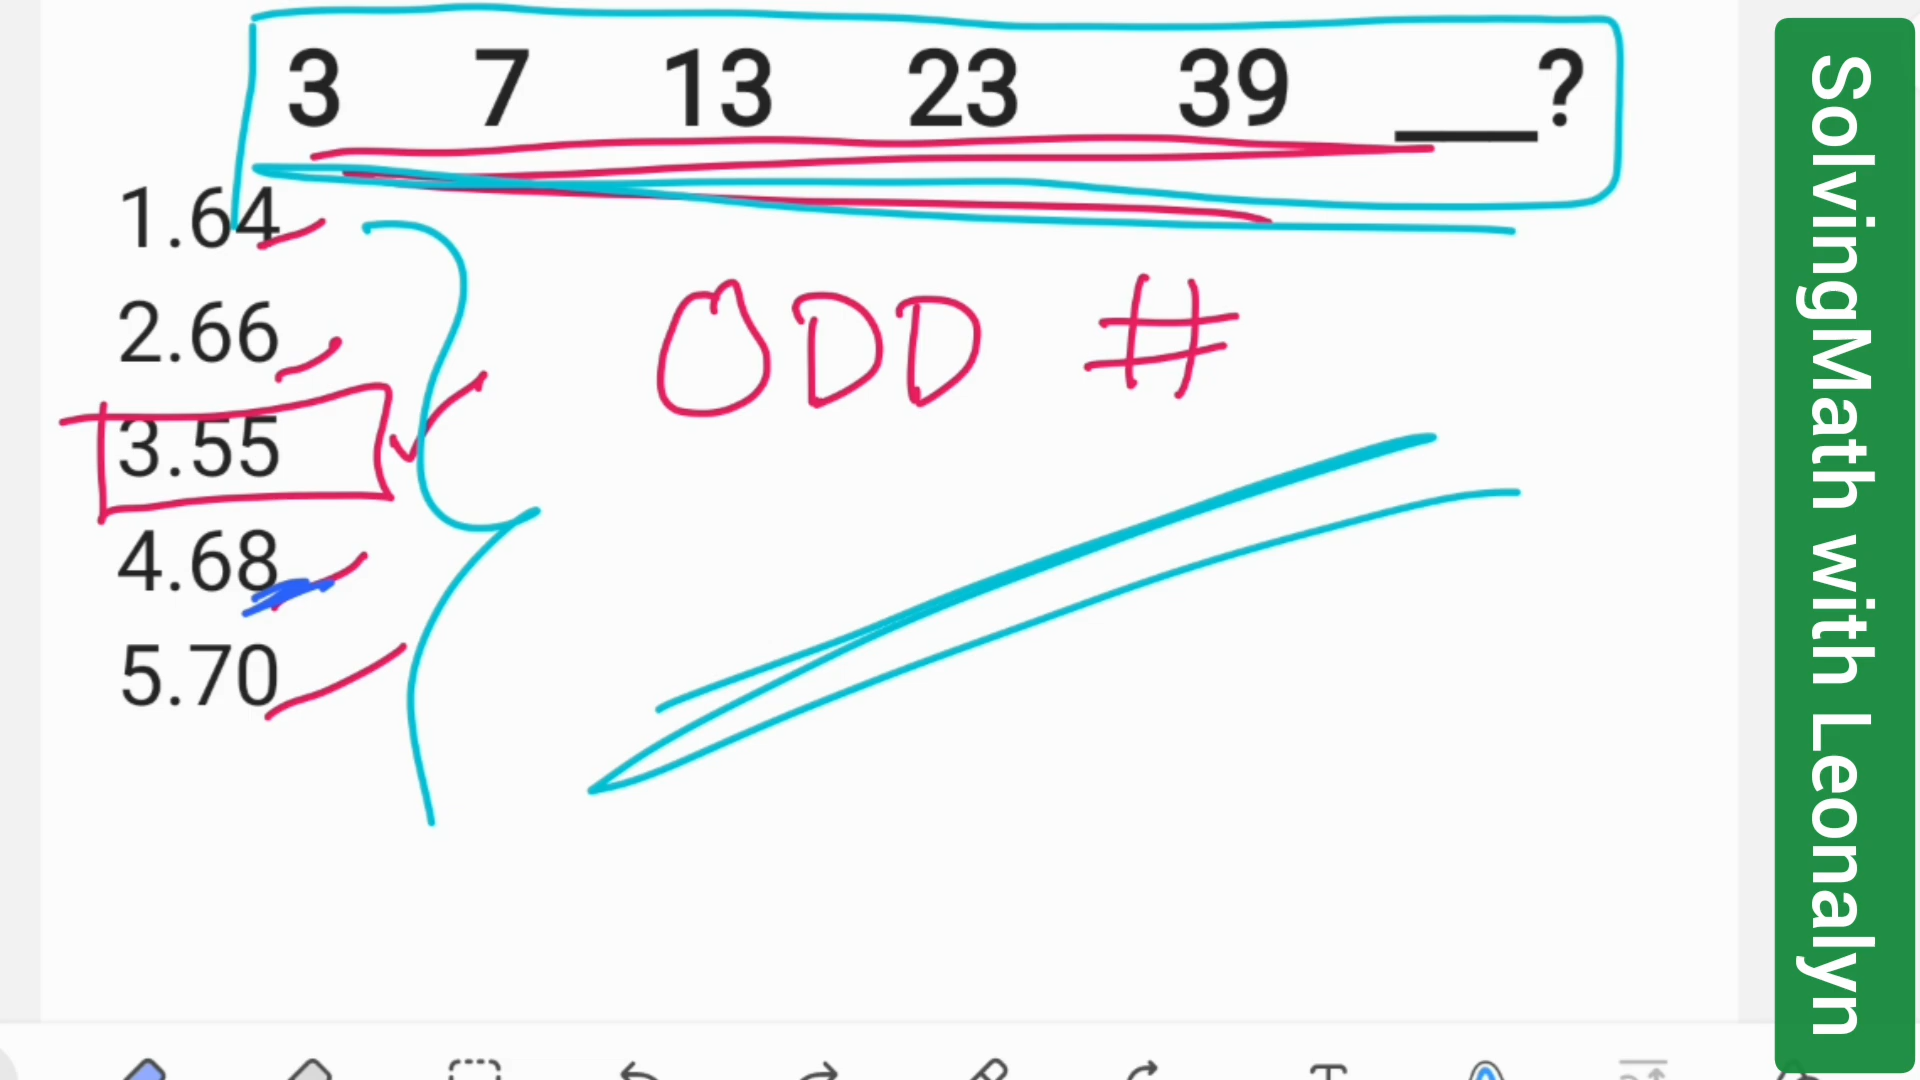 3 7 13 23 39 ___?
1.64
2.66
3.55
4.68
5.70
ODD #
SolvingMath with Leonalyn